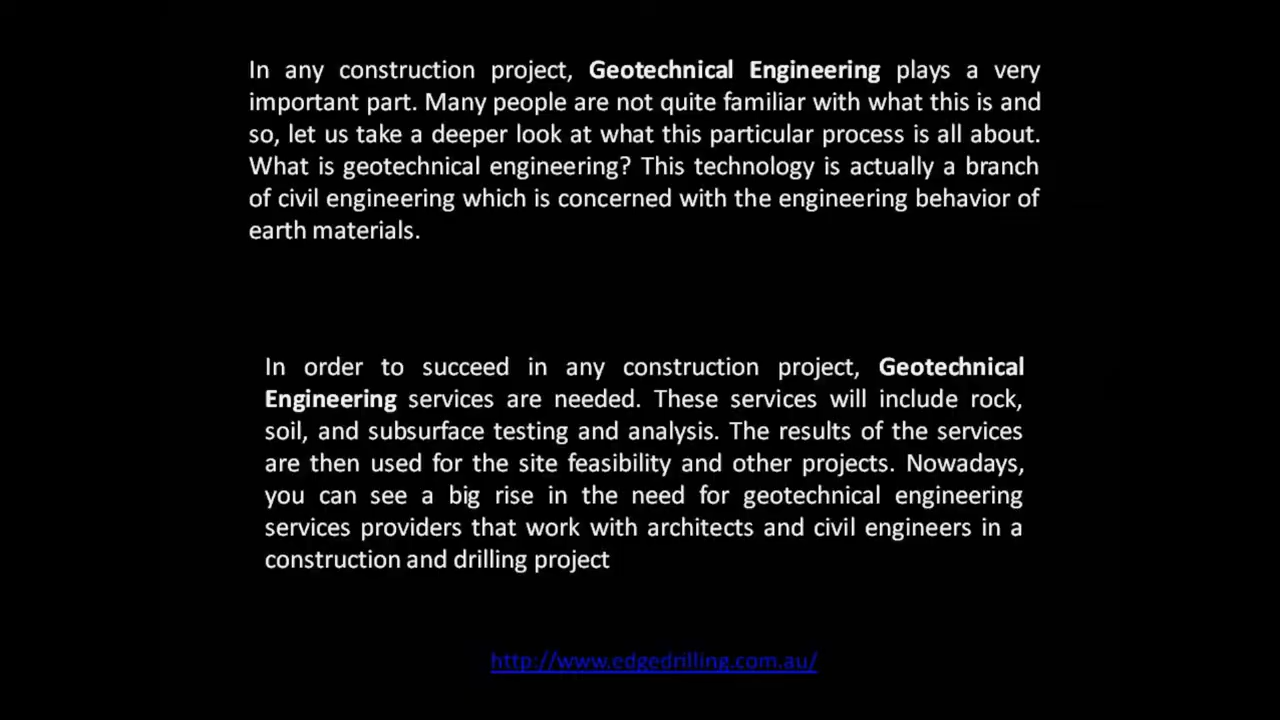 In any construction project, Geotechnical Engineering plays a very
important part. Many people are not quite familiar with what this is and
so, let us take a deeper look at what this particular process is all about.
What is geotechnical engineering? This technology is actually a branch
of civil engineering which is concerned with the engineering behavior of
earth materials.
In order to succeed in any construction project, Geotechnical
Engineering services are needed. These services will include rock,
soil, and subsurface testing and analysis. The results of the services
are then used for the site feasibility and other projects. Nowadays,
you can see a big rise in the need for geotechnical engineering
services providers that work with architects and civil engineers in a
construction and drilling project
http://www.edgedrilling.com.au/